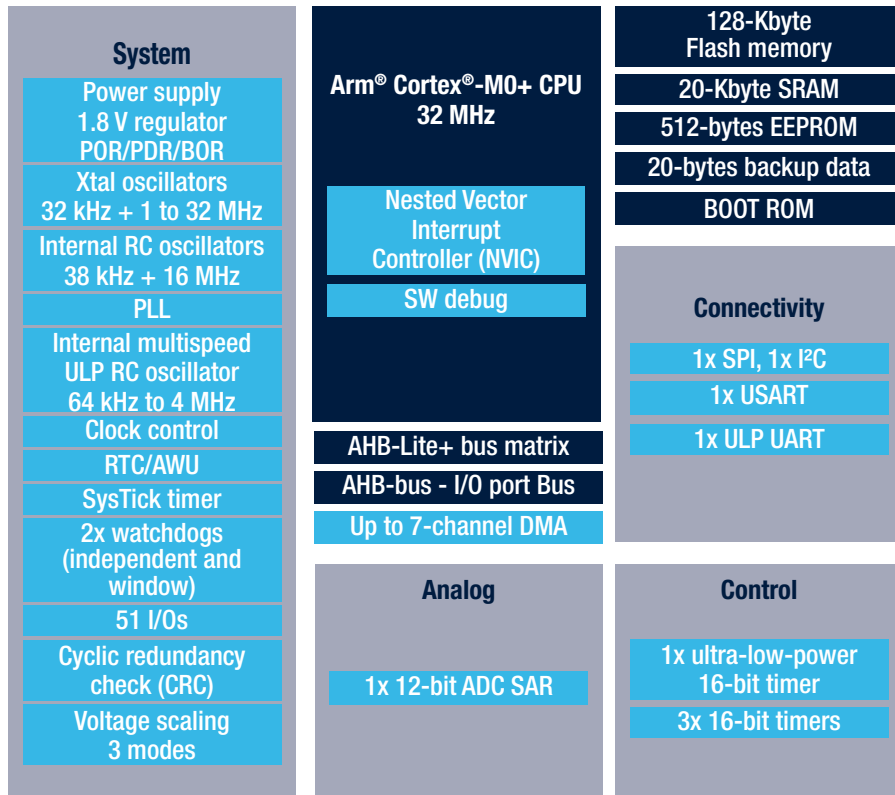 System
Power supply
1.8 V regulator
POR/PDR/BOR
Xtal oscillators
32 kHz + 1 to 32 MHz
Internal RC oscillators
38 kHz + 16 MHz
PLL
Internal multispeed
ULP RC oscillator
64 kHz to 4 MHz
Clock control
RTC/AWU
SysTick timer
2x watchdogs
(independent and
window)
51 I/Os
Cyclic redundancy
check (CRC)
Voltage scaling
3 modes
Arm® Cortex®-M0+ CPU
32 MHz
Nested Vector
Interrupt
Controller (NVIC)
SW debug
AHB-Lite+ bus matrix
AHB-bus - I/O port Bus
Up to 7-channel DMA
Analog
1x 12-bit ADC SAR
128-Kbyte
Flash memory
20-Kbyte SRAM
512-bytes EEPROM
20-bytes backup data
BOOT ROM
Connectivity
1x SPI, 1x I²C
1x USART
1x ULP UART
Control
1x ultra-low-power
16-bit timer
3x 16-bit timers